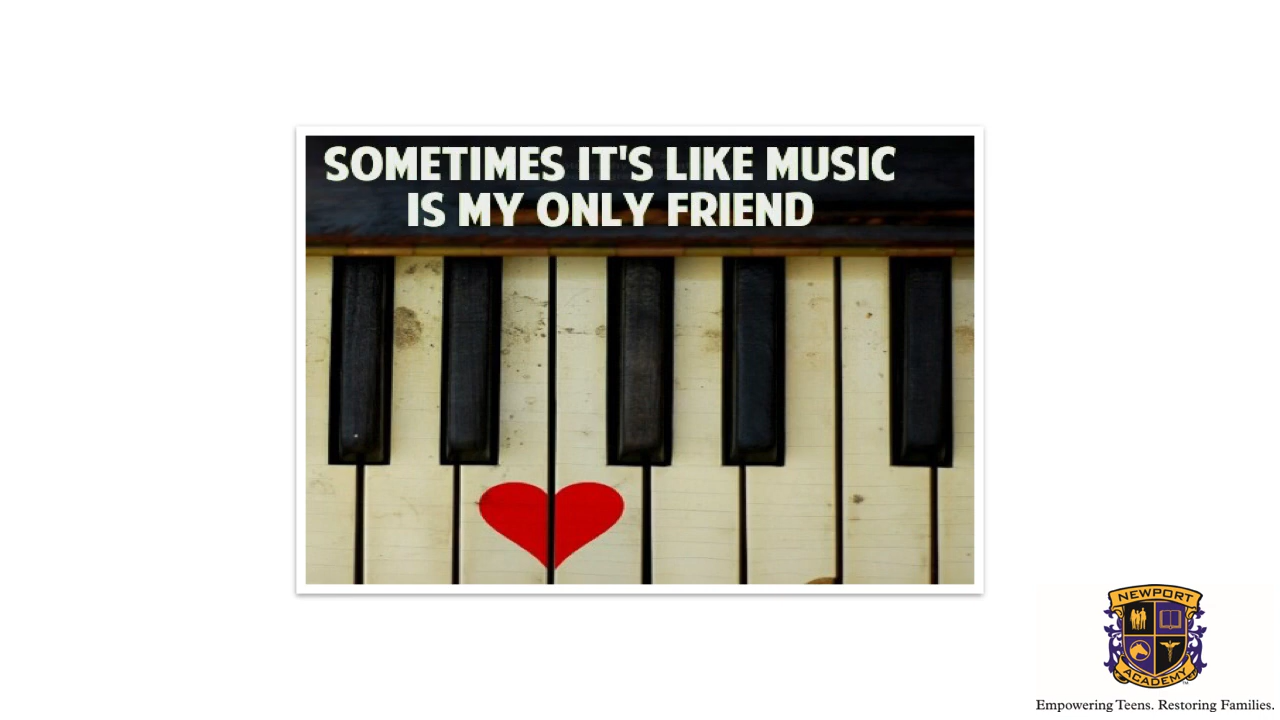 SOMETIMES IT'S LIKE MUSIC
IS MY ONLY FRIEND
NEWPORT
ACADEMY
Empowering Teens. Restoring Families.